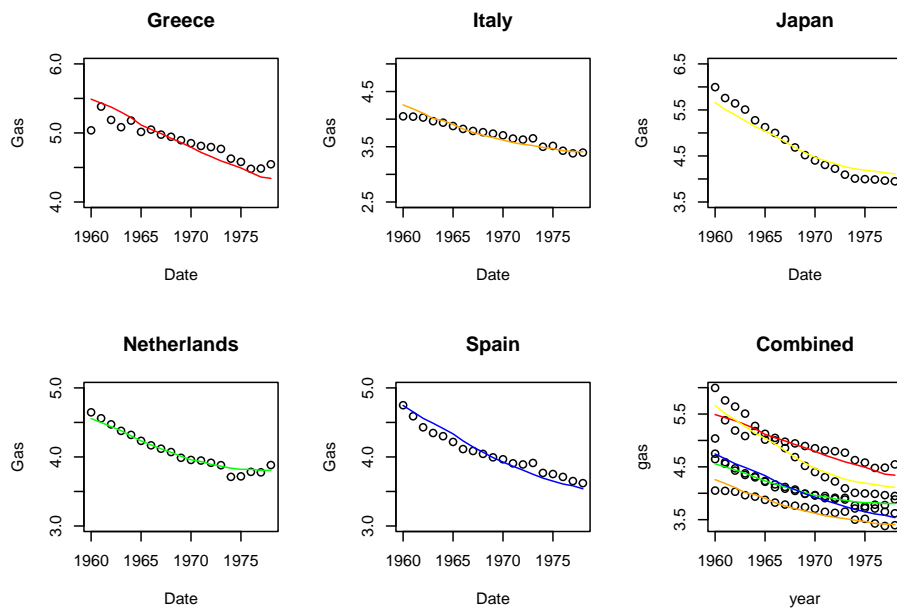 Greece
Gas
6.0
5.0
4.0
1960 1965 1970 1975
Date
Italy
Gas
4.5
3.5
2.5
1960 1965 1970 1975
Date
Japan
Gas
6.5
5.5
4.5
3.5
1960 1965 1970 1975
Date
Netherlands
Gas
5.0
4.0
3.0
1960 1965 1970 1975
Date
Spain
Gas
5.0
4.0
3.0
1960 1965 1970 1975
Date
Combined
gas
5.5
4.5
3.5
1960 1965 1970 1975
year